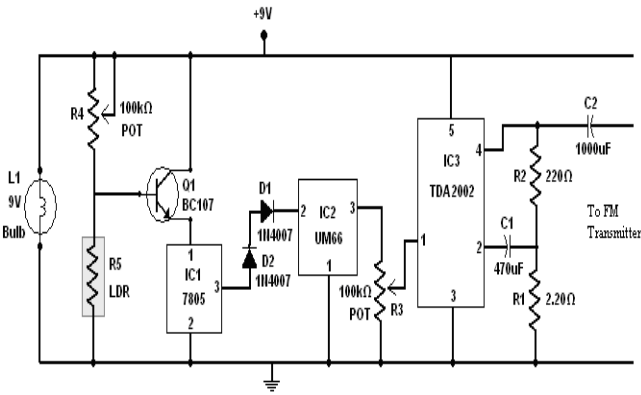 +9V
R4
100kΩ
POT
L1
9V
Bulb
Q1
BC107
R5
LDR
1
IC1
7805
3
2
D1
1N4007
D2
1N4007
2
IC2
UM66
3
1
100kΩ
POT
R3
5
IC3
TDA2002
4
1
2
3
C2
1000uF
R2
220Ω
C1
470uF
R1
2.20Ω
To FM
Transmitter